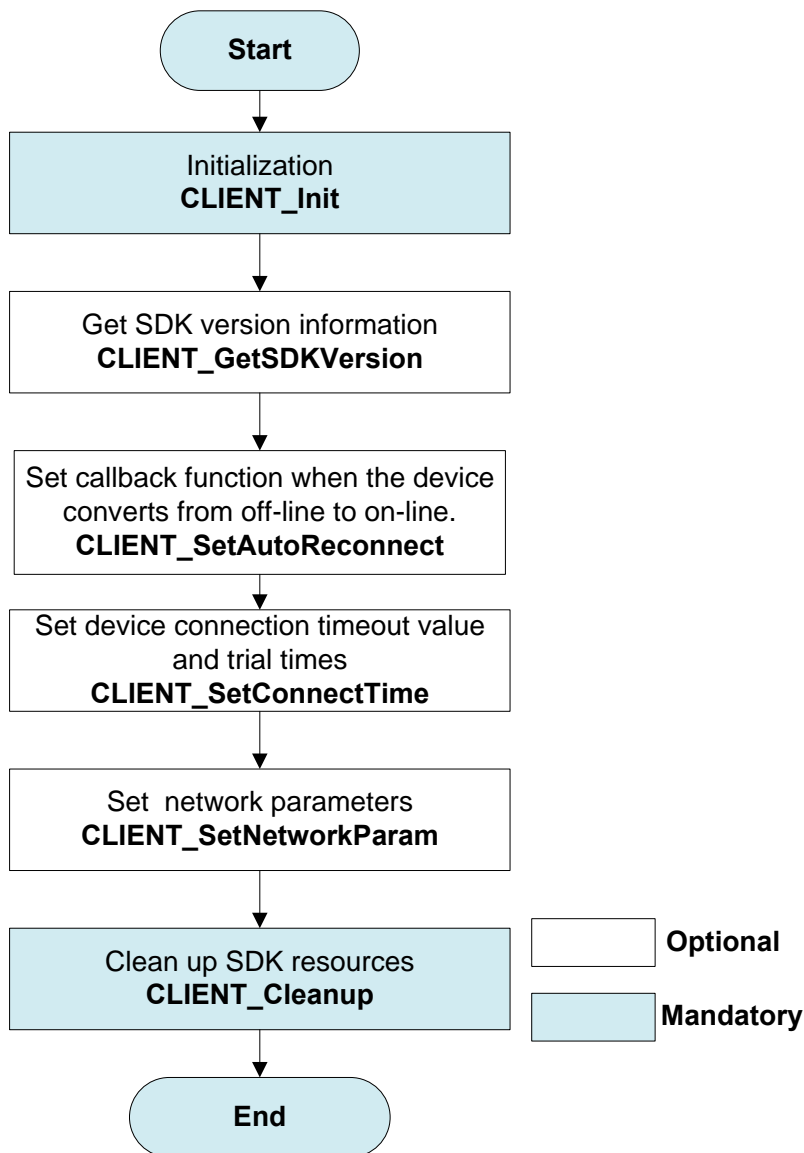 Start
Initialization
CLIENT_Init
Get SDK version information
CLIENT_GetSDKVersion
Set callback function when the device
converts from off-line to on-line.
CLIENT_SetAutoReconnect
Set device connection timeout value
and trial times
CLIENT_SetConnectTime
Set network parameters
CLIENT_SetNetworkParam
Clean up SDK resources
CLIENT_Cleanup
End
Optional
Mandatory